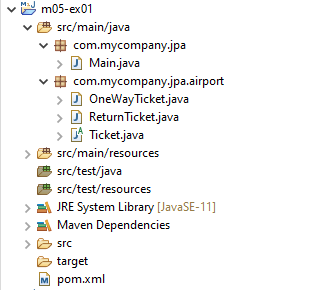 m05-ex01
src/main/java
com.mycompany.jpa
Main.java
com.mycompany.jpa.airport
OneWayTicket.java
ReturnTicket.java
Ticket.java
src/main/resources
src/test/java
src/test/resources
JRE System Library [JavaSE-11]
Maven Dependencies
src
target
pom.xml